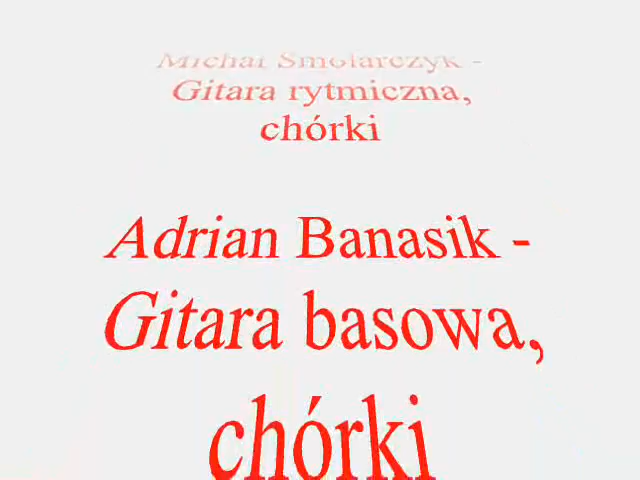 Michał Smolarczyk -
Gitara rytmiczna,
chórki
Adrian Banasik -
Gitara basowa,
chórki